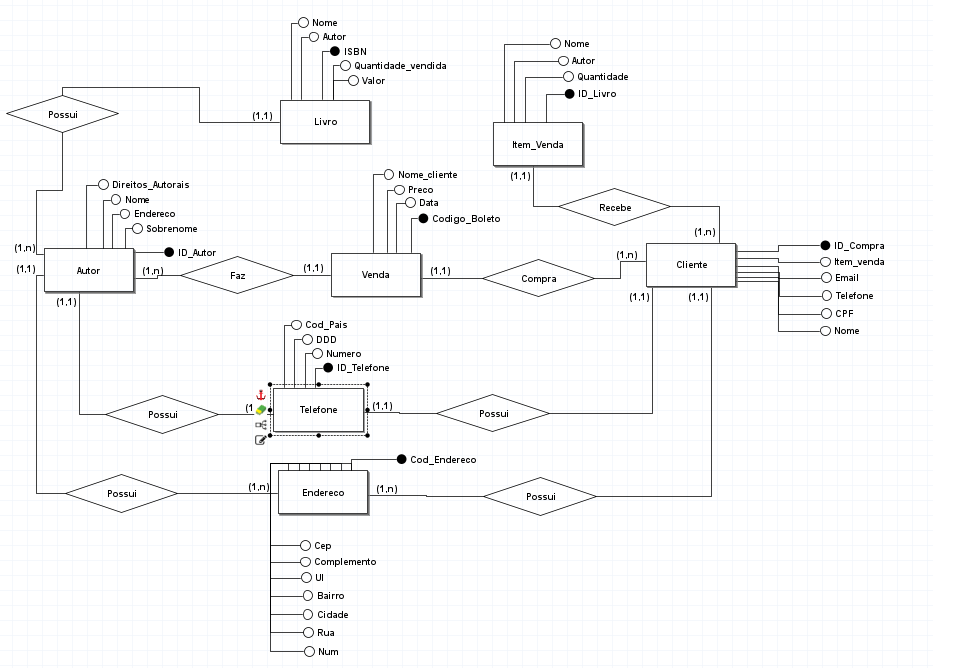 Nome
Autor
ISBN
Quantidade_vendida
Valor
Livro
(1,1)
Possui
(1,n)
Nome
Autor
Quantidade
ID_Livro
Item_Venda
(1,1)
Recebe
(1,n)
Direitos_Autorais
Nome
Endereco
Sobrenome
ID_Autor
Autor
(1,1)
(1,1)
(1,n)
Faz
(1,1)
Nome_cliente
Preco
Data
Codigo_Boleto
Venda
(1,1)
Compra
(1,n)
Cliente
ID_Compra
Item_venda
Email
Telefone
CPF
Nome
(1,1)
(1,1)
Cod_Pais
DDD
Numero
ID_Telefone
Telefone
Possui
(1
(1,1)
Possui
Cod_Endereco
Possui
(1,n)
Endereco
(1,n)
Possui
Cep
Complemento
Bairro
Cidade
Rua
Num